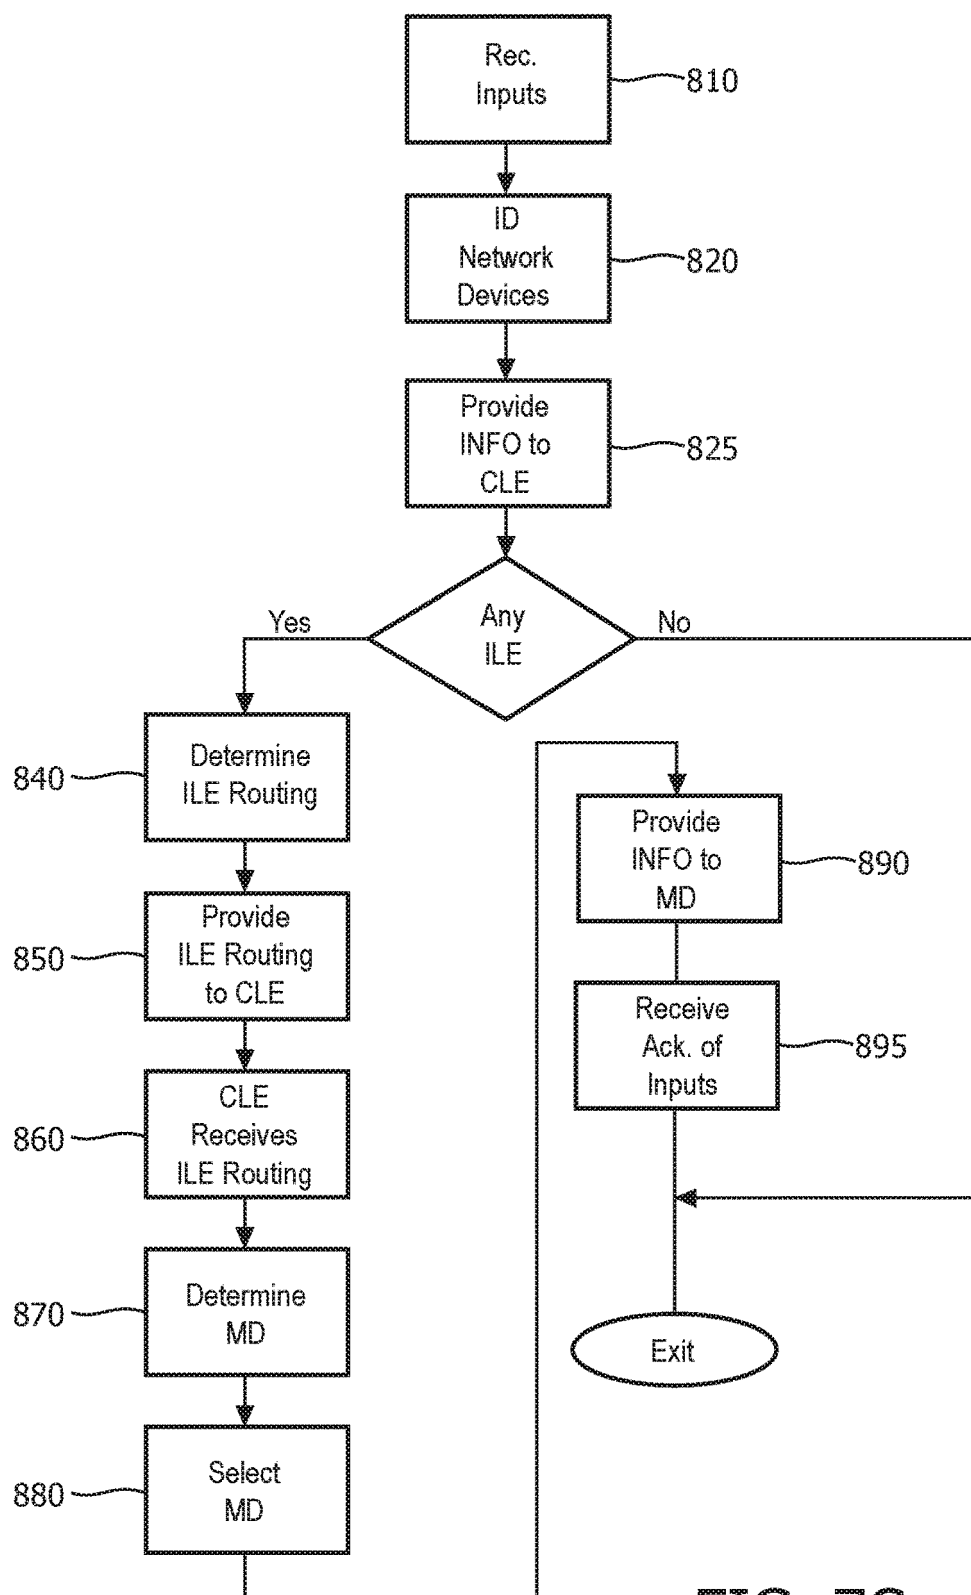 Rec.
Inputs
810
ID
Network
Devices
820
Provide
INFO to
CLE
825
Any
ILE
Yes
No
Determine
ILE Routing
840
Provide
ILE Routing
to CLE
850
CLE
Receives
ILE Routing
860
Determine
MD
870
Select
MD
880
Provide
INFO to
MD
890
Receive
Ack. of
Inputs
895
Exit